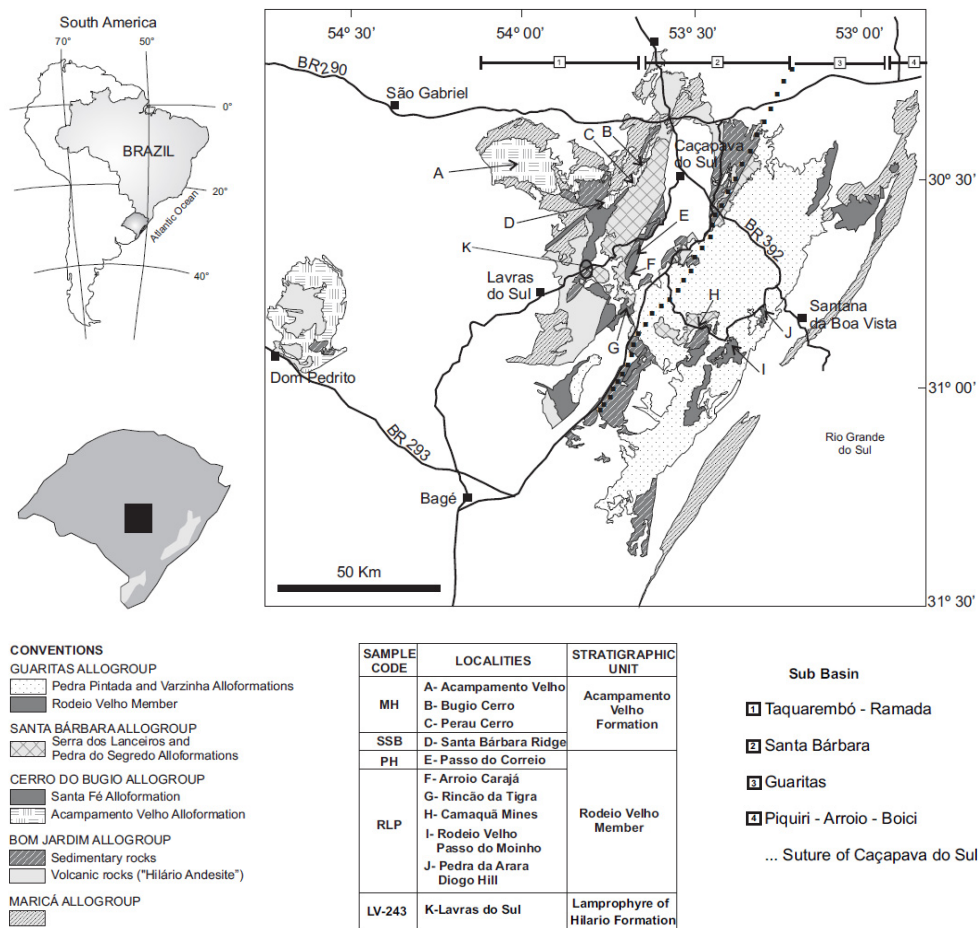 South America
70°
50°
0°
BRAZIL
20°
Atlantic Ocean
40°
54° 30'
54° 00'
53° 30'
53° 00'
1
2
3
4
BR290
São Gabriel
C
B
Caçapava
do Sul
A
30° 30'
D
E
K
BR 392
F
Lavras
do Sul
H
Santana
da Boa Vista
G
J
I
Dom Pedrito
31° 00'
BR 293
Rio Grande
do Sul
Bagé
50 Km
31° 30'
CONVENTIONS
GUARITAS ALLOGROUP
Pedra Pintada and Varzinha Alloformations
Rodeio Velho Member
SANTA BÁRBARA ALLOGROUP
Serra dos Lanceiros and
Pedra do Segredo Alloformations
CERRO DO BUGIO ALLOGROUP
Santa Fé Alloformation
Acampamento Velho Alloformation
BOM JARDIM ALLOGROUP
Sedimentary rocks
Volcanic rocks ("Hilário Andesite")
MARICÁ ALLOGROUP
SAMPLE CODE LOCALITIES STRATIGRAPHIC UNIT
MH
A- Acampamento Velho
B- Bugio Cerro
C- Perau Cerro
Acampamento
Velho
Formation
SSB D- Santa Bárbara Ridge
PH E- Passo do Correio
RLP
F- Arroio Carajá
G- Rincão da Tigra
H- Camaquã Mines
I- Rodeio Velho
Passo do Moinho
J- Pedra da Arara
Diogo Hill
Rodeio Velho
Member
LV-243 K-Lavras do Sul
Lamprophyre of
Hilario Formation
Sub Basin
1 Taquarembó - Ramada
2 Santa Bárbara
3 Guaritas
4 Piquiri - Arroio - Boici
... Suture of Caçapava do Sul